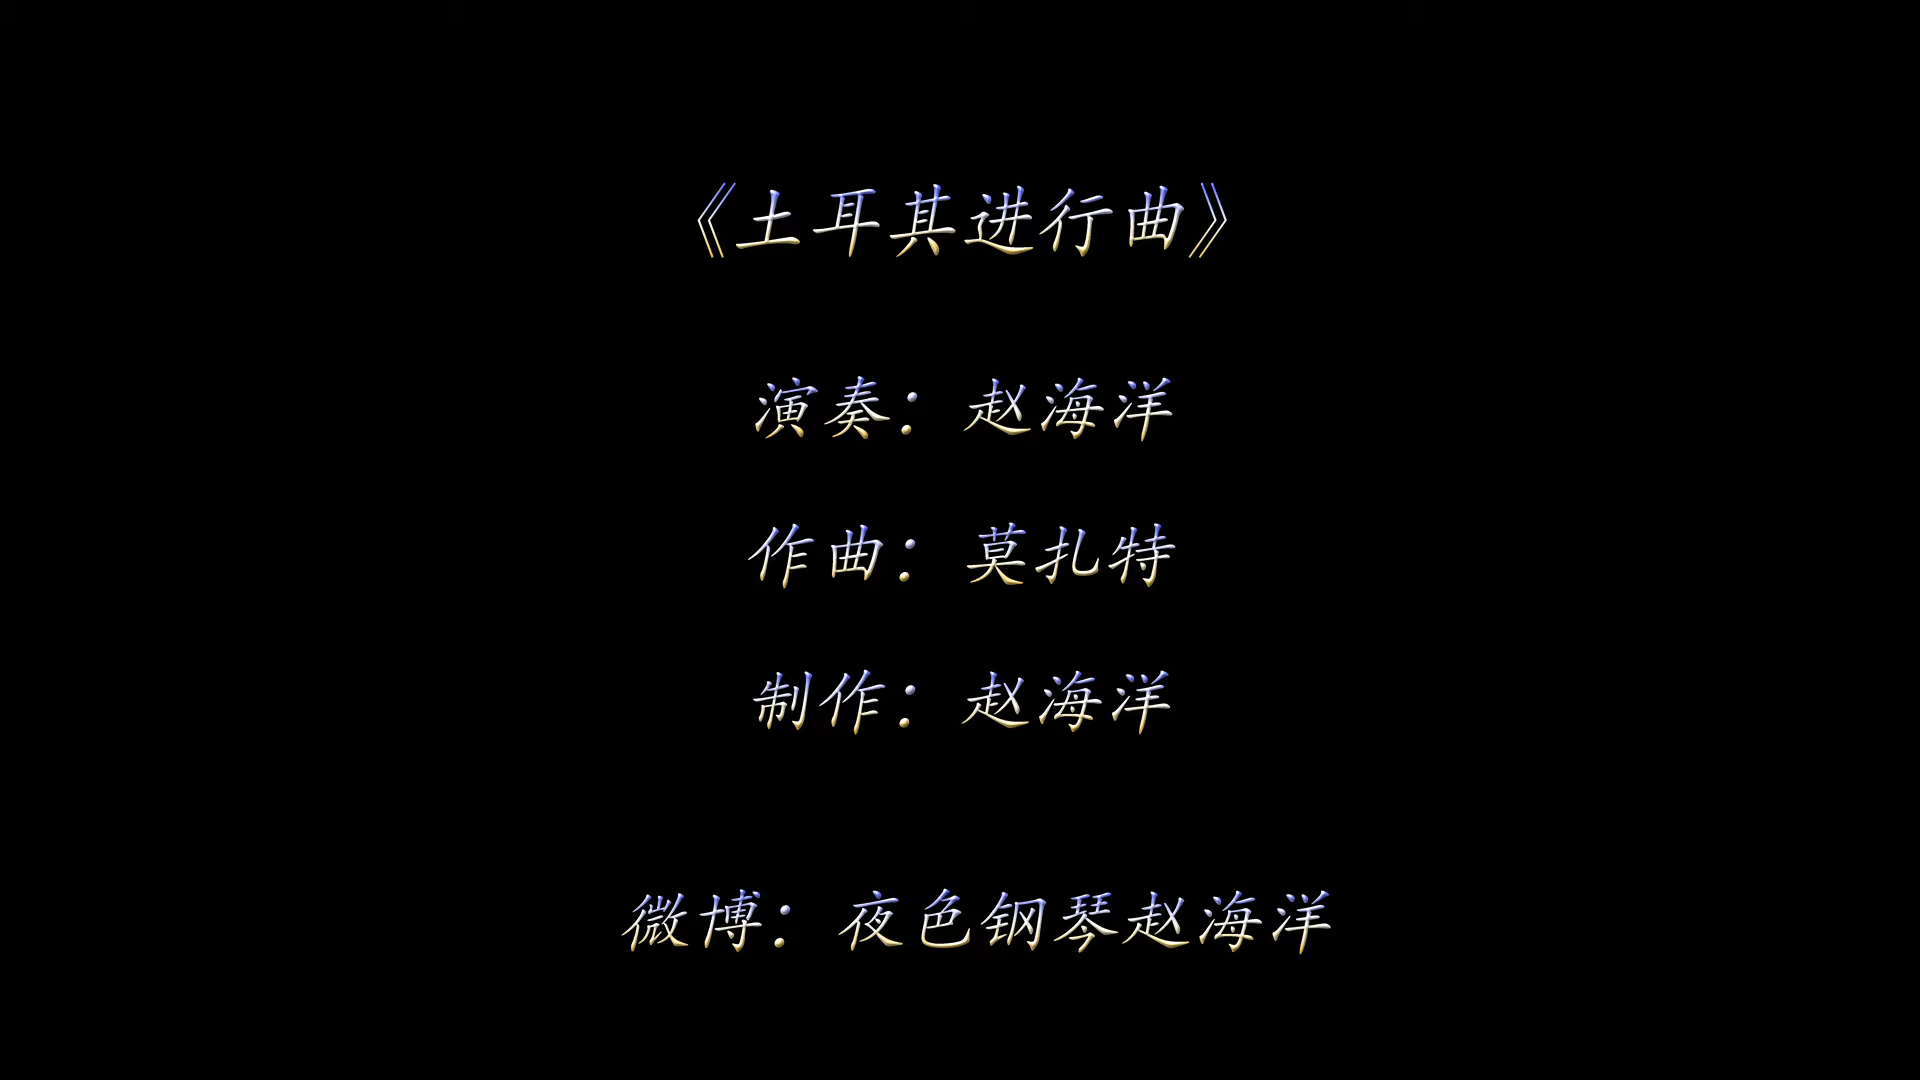 《土耳其进行曲》
演奏：赵海洋
作曲：莫扎特
制作：赵海洋
微博：夜色钢琴赵海洋